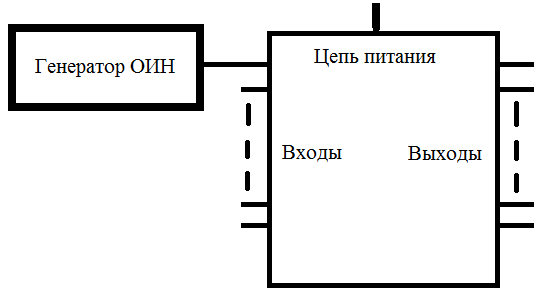 Генератор ОИН
Цепь питания
Входы
Выходы